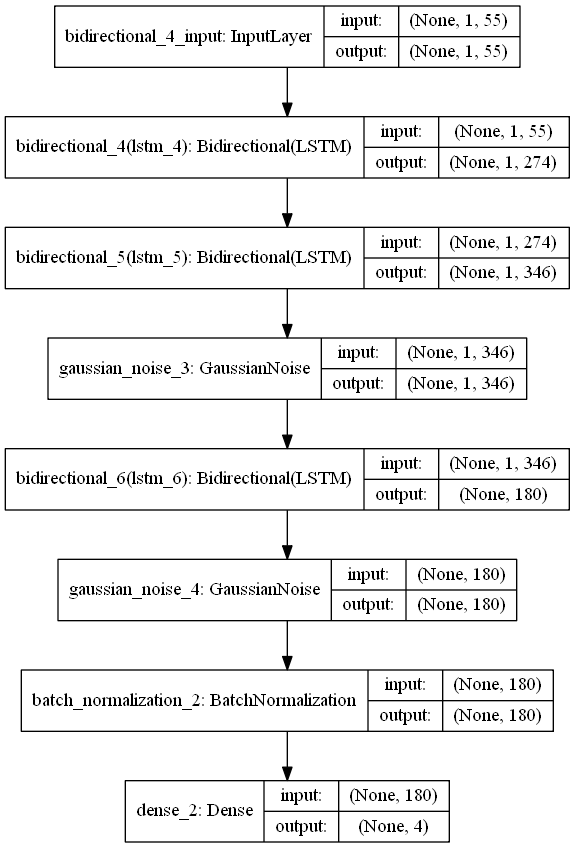 bidirectional_4_input: InputLayer
input: (None, 1, 55)
output: (None, 1, 55)
bidirectional_4(lstm_4): Bidirectional(LSTM)
input: (None, 1, 55)
output: (None, 1, 274)
bidirectional_5(lstm_5): Bidirectional(LSTM)
input: (None, 1, 274)
output: (None, 1, 346)
gaussian_noise_3: GaussianNoise
input: (None, 1, 346)
output: (None, 1, 346)
bidirectional_6(lstm_6): Bidirectional(LSTM)
input: (None, 1, 346)
output: (None, 180)
gaussian_noise_4: GaussianNoise
input: (None, 180)
output: (None, 180)
batch_normalization_2: BatchNormalization
input: (None, 180)
output: (None, 180)
dense_2: Dense
input: (None, 180)
output: (None, 4)